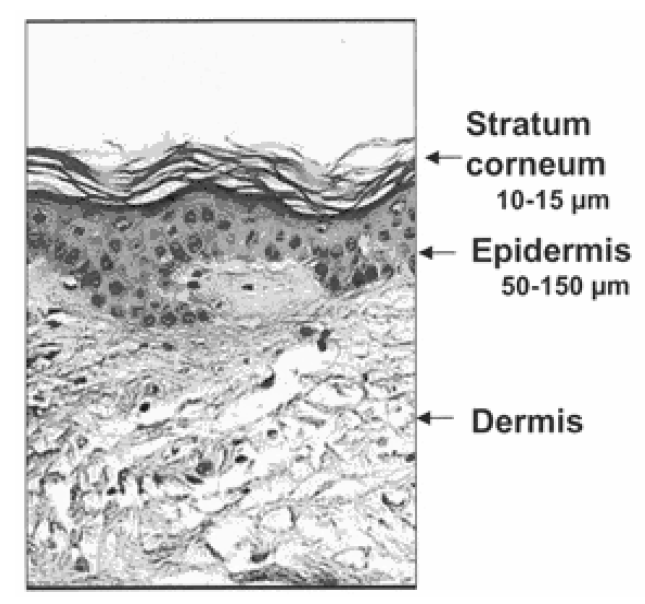 Stratum
corneum
10-15 µm
Epidermis
50-150 µm
Dermis